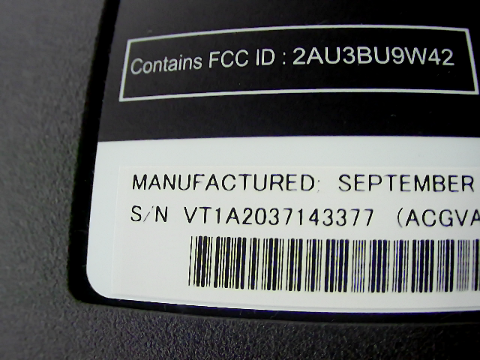 Contains FCC ID : 2AU3BU9W42
MANUFACTURED: SEPTEMBER
S/N VT1A2037143377 (ACGVA